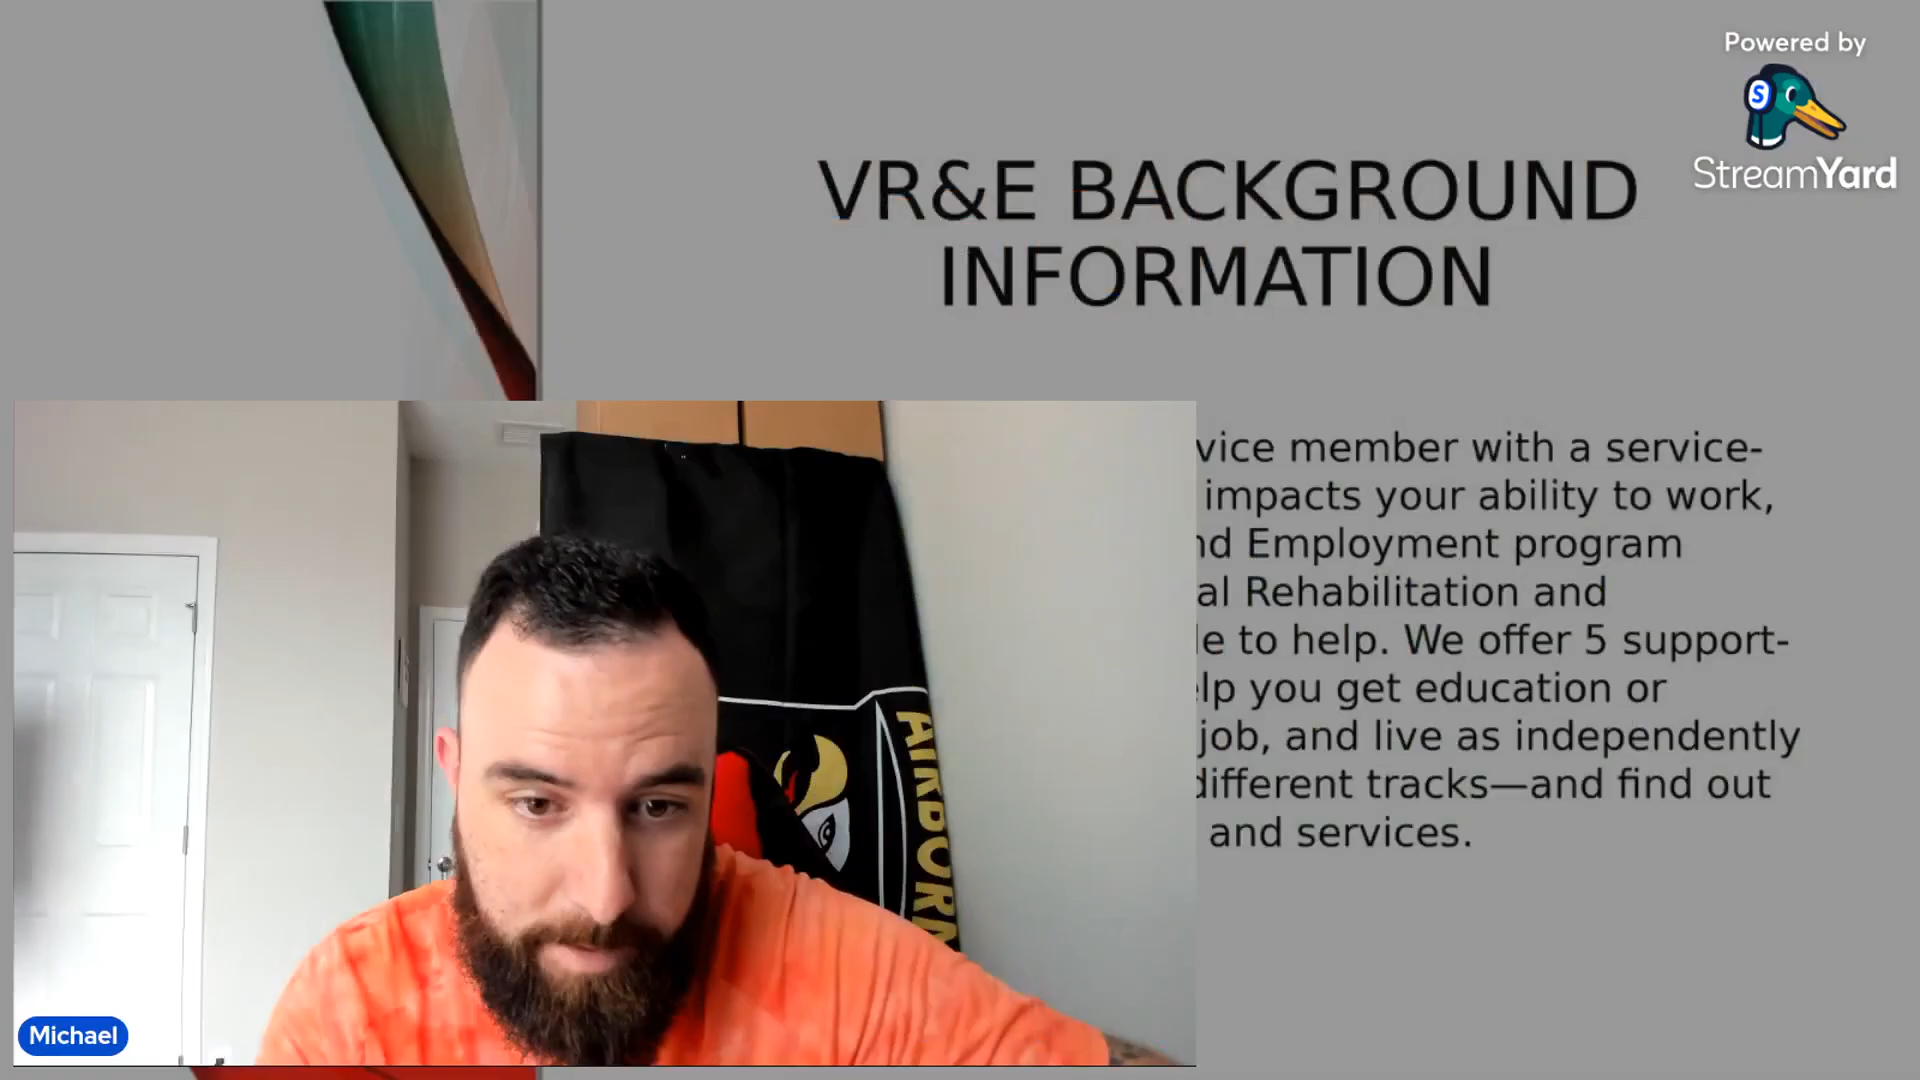 Powered by
S
StreamYard
VR&E BACKGROUND
INFORMATION
vice member with a service-
impacts your ability to work,
nd Employment program
al Rehabilitation and
le to help. We offer 5 support-
elp you get education or
job, and live as independently
different tracks—and find out
and services.
AIRBORN
Michael